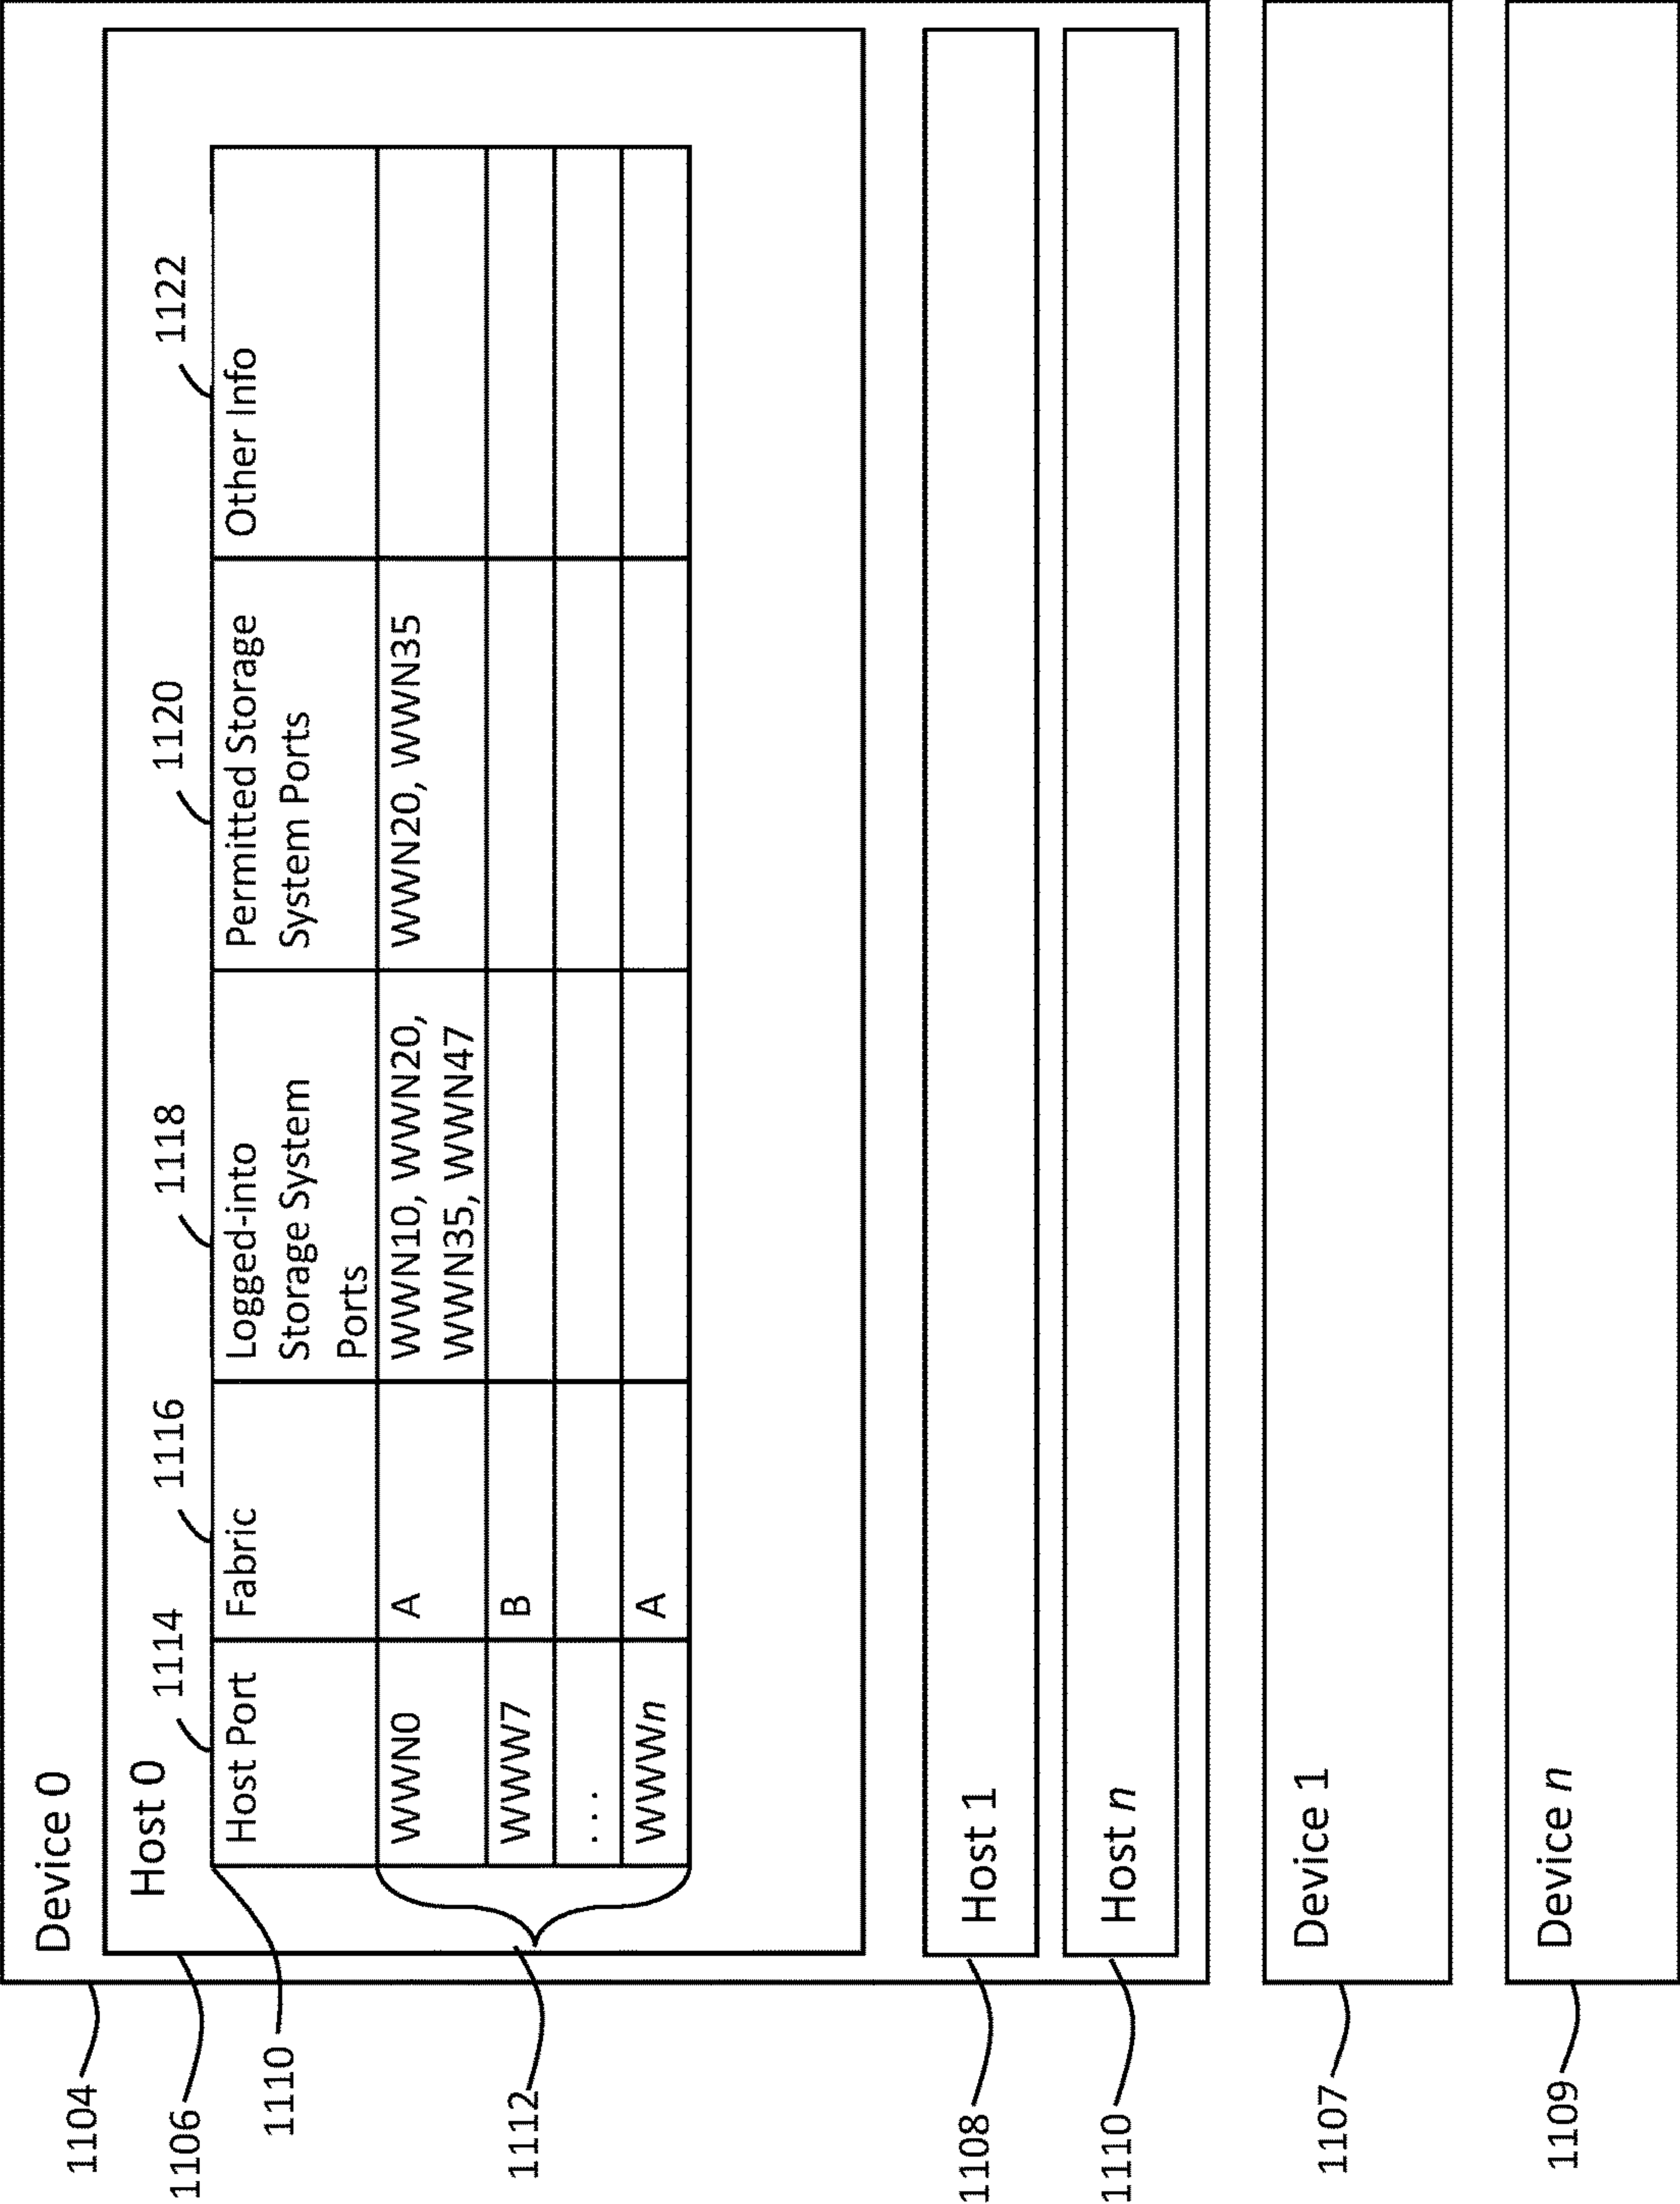 Device 0
1104
Host 0
1106
1114
1116
1118
1120
1122
1110
Host Port
Fabric
Logged-into
Storage System
Ports
Permitted Storage
System Ports
Other Info
WWN0
A
WWN10, WWN20,
WWN35, WWN47
WWN20, WWN35
WWW7
B
. . .
WWWn
A
1112
Host 1
1108
Host n
1110
Device 1
1107
Device n
1109